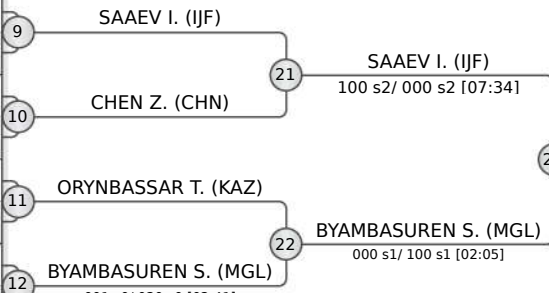 9
SAAEV I. (IJF)
21
SAAEV I. (IJF)
100 s2/ 000 s2 [07:34]
10
CHEN Z. (CHN)
11
ORYNBASSAR T. (KAZ)
22
BYAMBASUREN S. (MGL)
000 s1/ 100 s1 [02:05]
12
BYAMBASUREN S. (MGL)